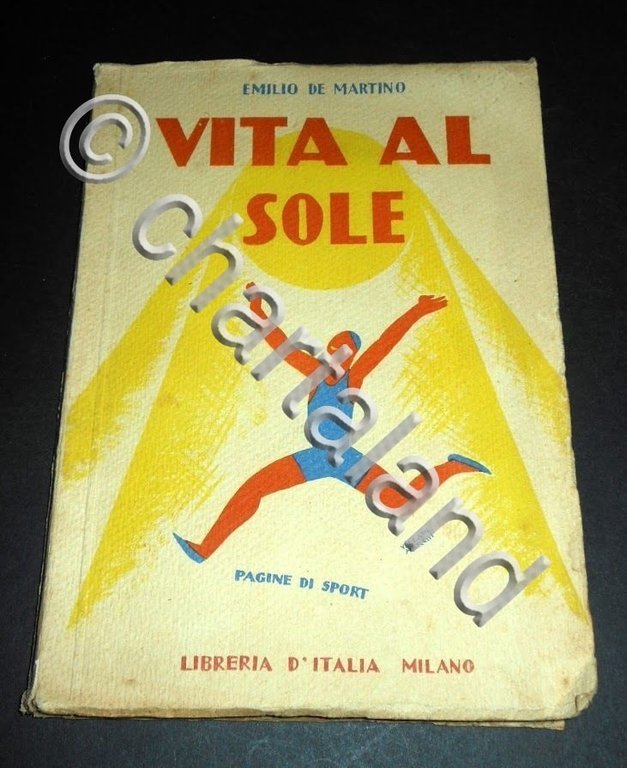 EMILIO DE MARTINO
VITA AL
SOLE
PAGINE DI SPORT
LIBRERIA D'ITALIA MILANO
© chartaland